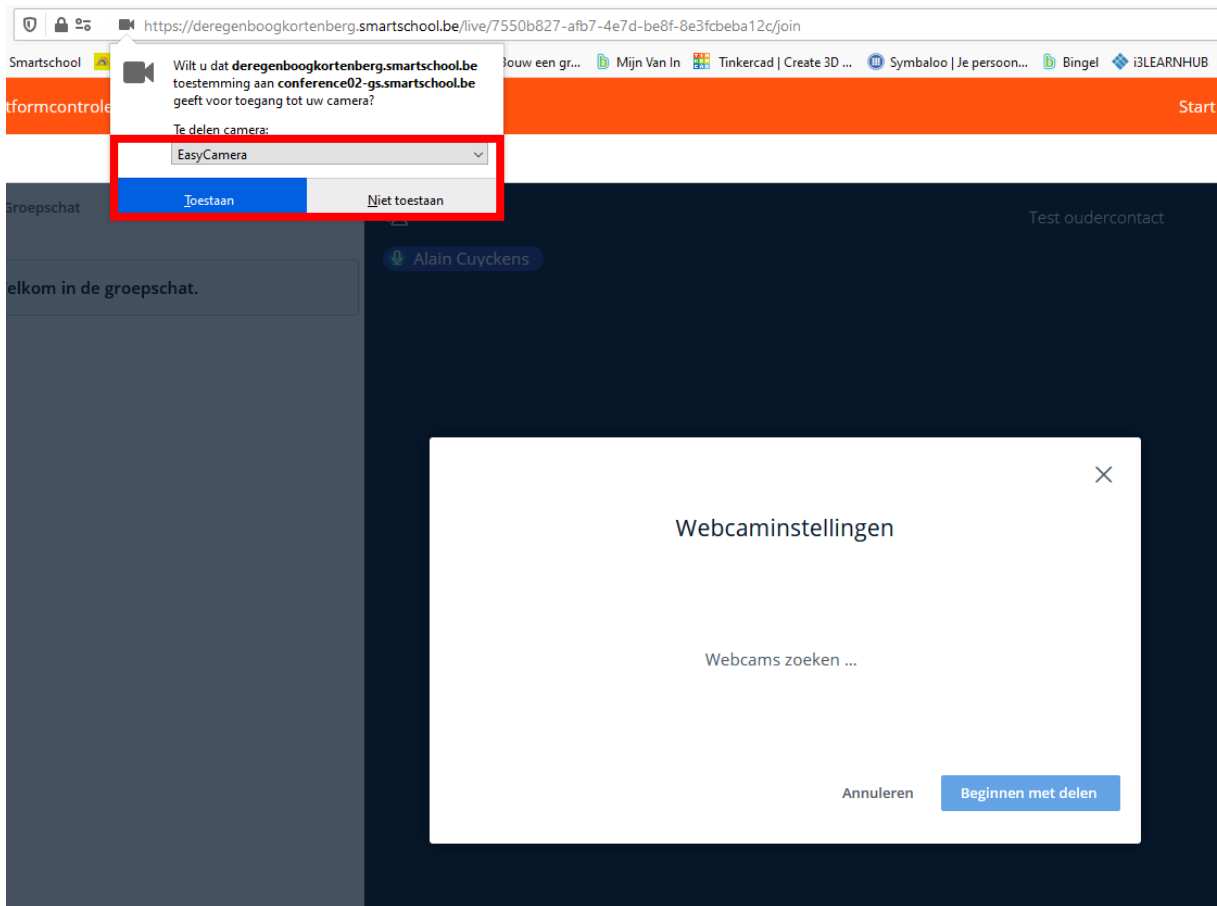 https://deregenboogkortenberg.smartschool.be/live/7550b827-afb7-4e7d-be8f-8e3fcbeba12c/join
Smartschool
Bouw een gr...
Mijn Van In
Tinkercad | Create 3D ...
Symbaloo | Je persoon...
Bingel
i3LEARNHUB
Wilt u dat deregenboogkortenberg.smartschool.be
toestemming aan conference02-gs.smartschool.be
geeft voor toegang tot uw camera?
Te delen camera:
EasyCamera
Toestaan
Niet toestaan
tformcontrole
Start
Groepschat
Test oudercontact
Alain Cuyckens
elkom in de groepschat.
Webcaminstellingen
Webcams zoeken ...
Annuleren
Beginnen met delen